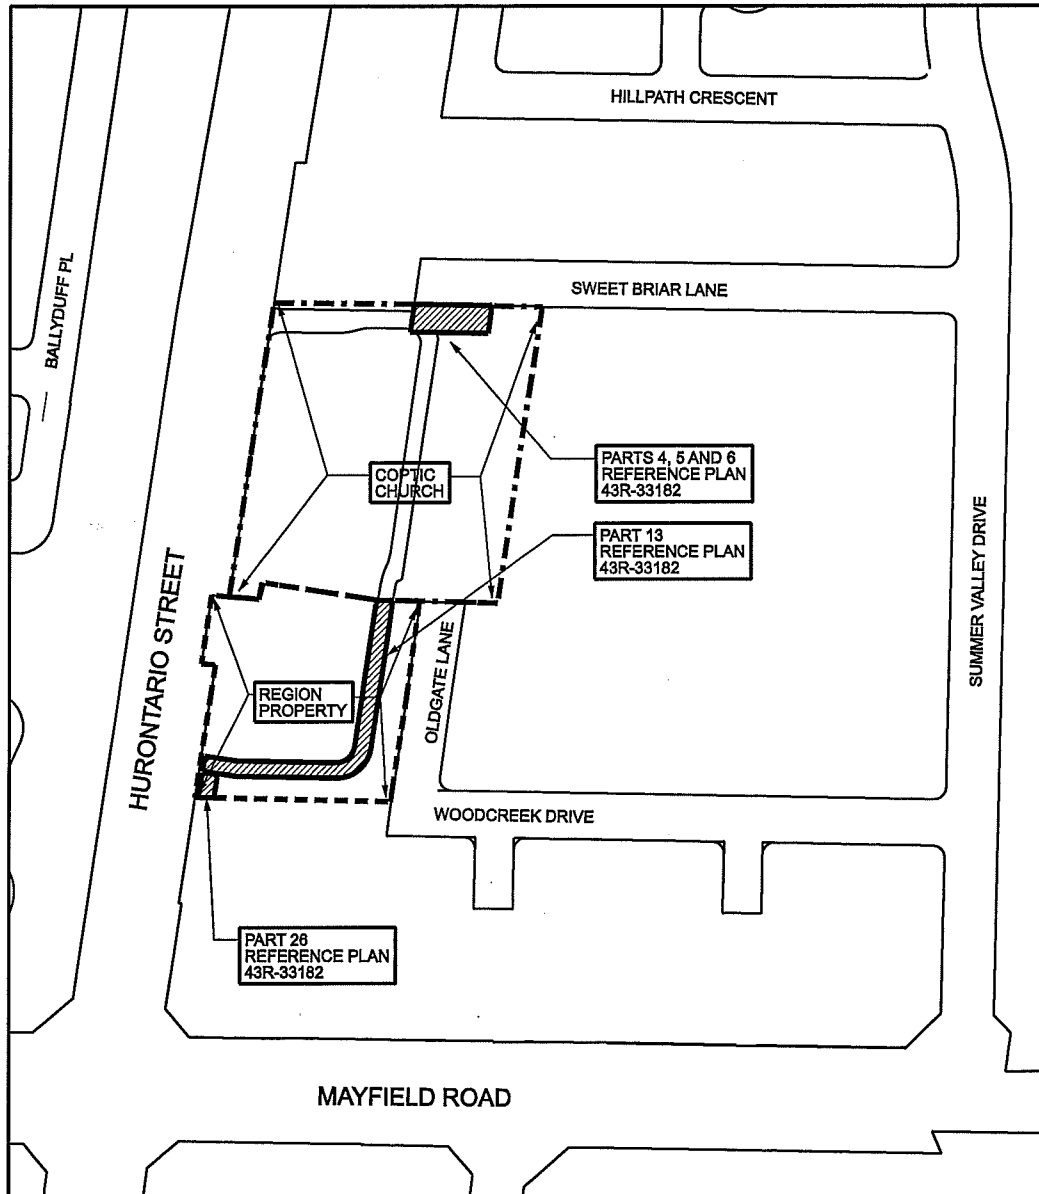 HILLPATH CRESCENT
BALLYDUFF PL
SWEET BRIAR LANE
COPTIC
CHURCH
PARTS 4, 5 AND 6
REFERENCE PLAN
43R-33182
PART 13
REFERENCE PLAN
43R-33182
HURONTARIO STREET
SUMMER VALLEY DRIVE
OLDGATE LANE
REGION
PROPERTY
WOODCREEK DRIVE
PART 26
REFERENCE PLAN
43R-33182
MAYFIELD ROAD